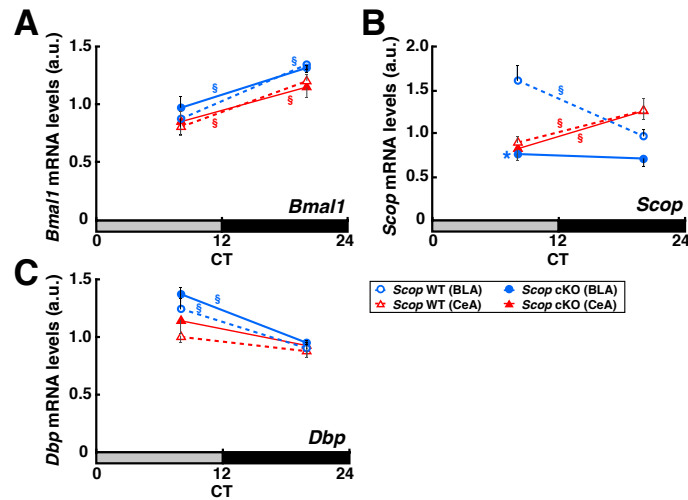 A
Bmal1 mRNA levels (a.u.)
1.5
1.0
0.5
0
§
§
§
§
Bmal1
0
12
24
CT
B
Scop mRNA levels (a.u.)
2.0
1.5
1.0
0.5
0
§
§
§
*
Scop
0
12
24
CT
C
Dbp mRNA levels (a.u.)
1.5
1.0
0.5
0
§
§
Dbp
0
12
24
CT
Scop WT (BLA) Scop cKO (BLA)
Scop WT (CeA) Scop cKO (CeA)